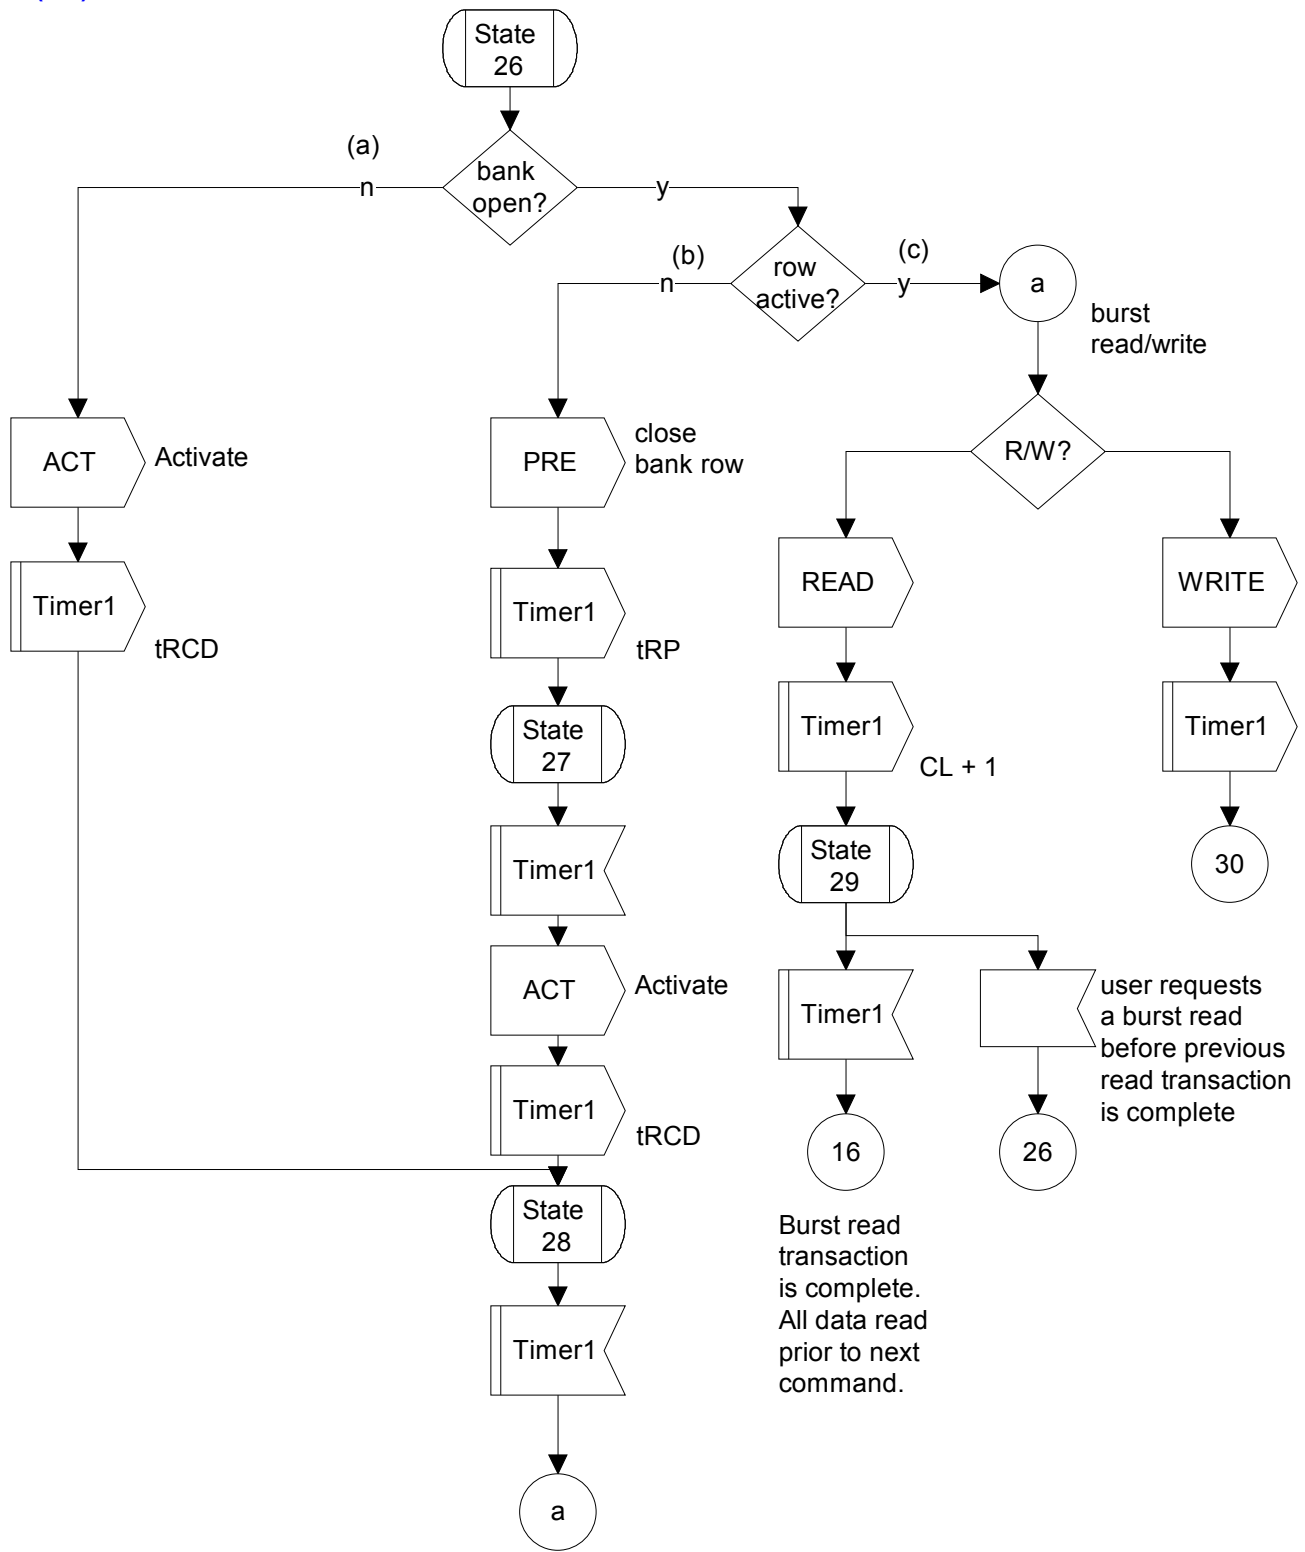 State
26
(a)
bank
open?
n
y
(b)
(c)
row
active?
n
y
a
burst
read/write
ACT
Activate
PRE
close
bank row
R/W?
READ
WRITE
Timer1
tRCD
Timer1
tRP
Timer1
CL + 1
Timer1
State
27
State
29
30
Timer1
ACT
Activate
Timer1
user requests
a burst read
before previous
read transaction
is complete
Timer1
tRCD
16
26
State
28
Burst read
transaction
is complete.
All data read
prior to next
command.
Timer1
a